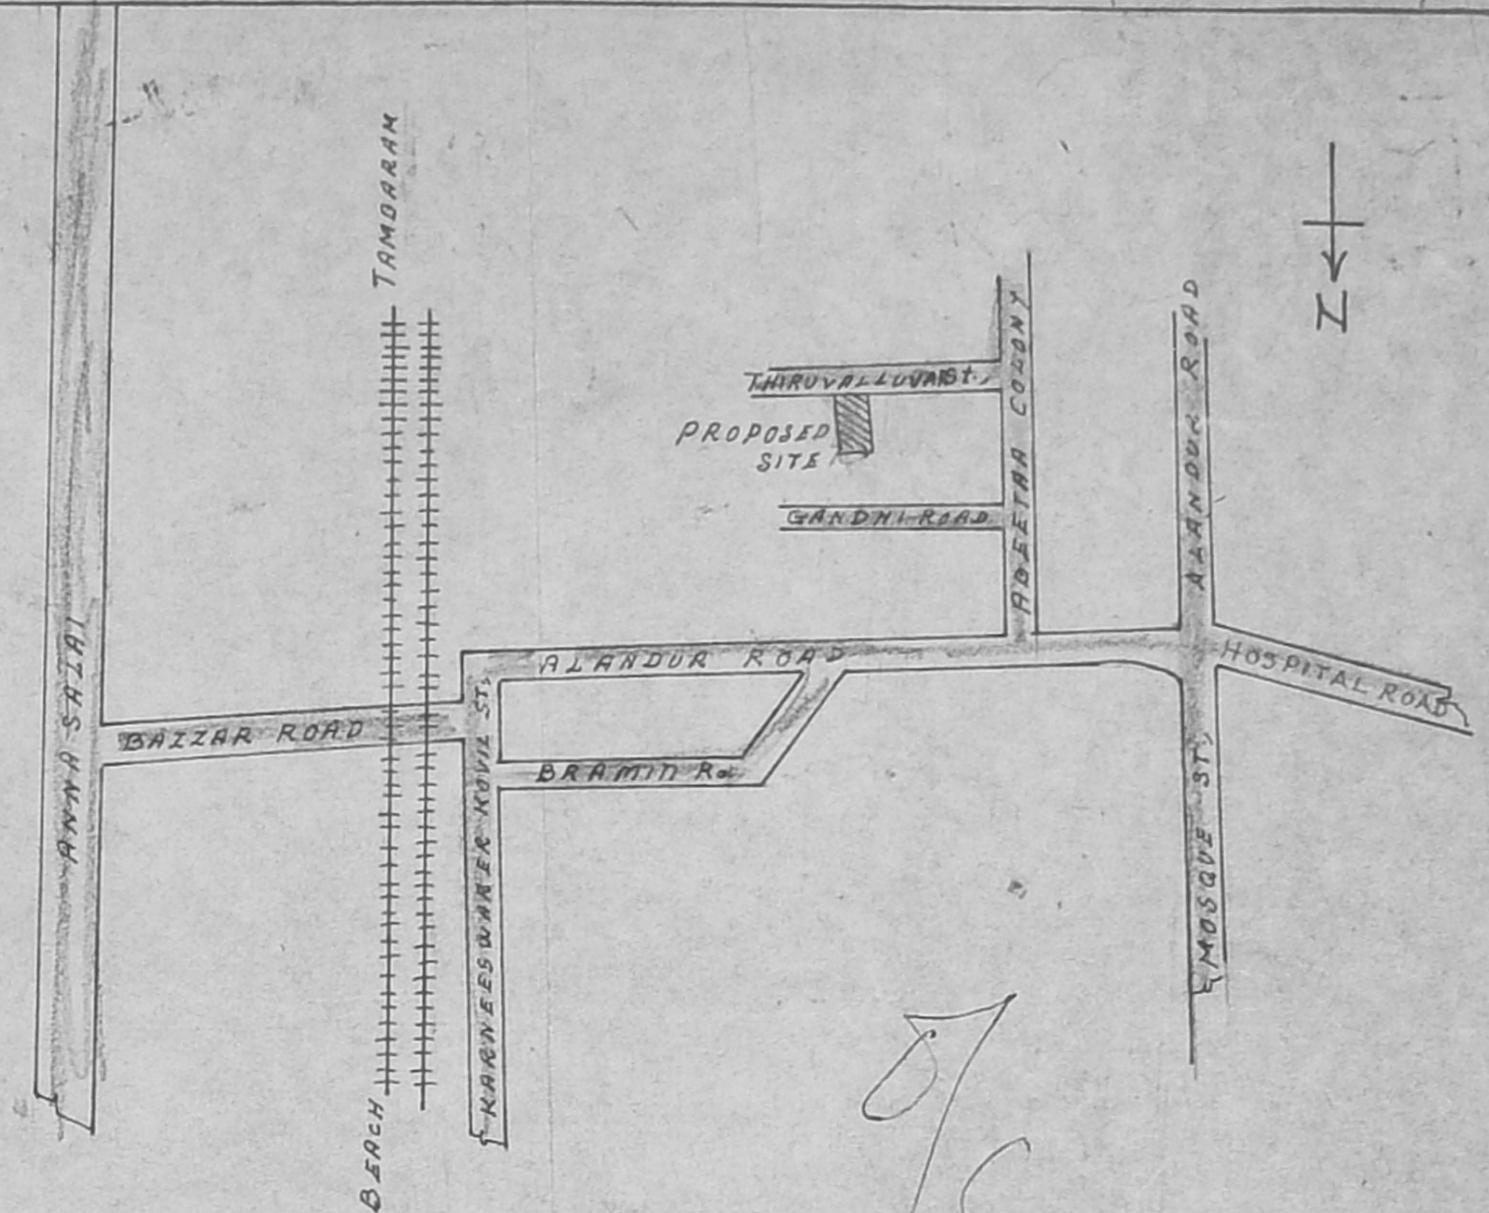 TAMBARAM
THIRUVALLUVAR St.,
PROPOSED
SITE
GANDHI ROAD
ABEETAA COLONY
ALANDUR ROAD
N
ANNA SALAI
ALANDUR ROAD
HOSPITAL ROAD
BAZZAR ROAD
BRAMIN Rd.
KARNEESWARER KOVIL ST,
MOSQUE ST,
BEACH